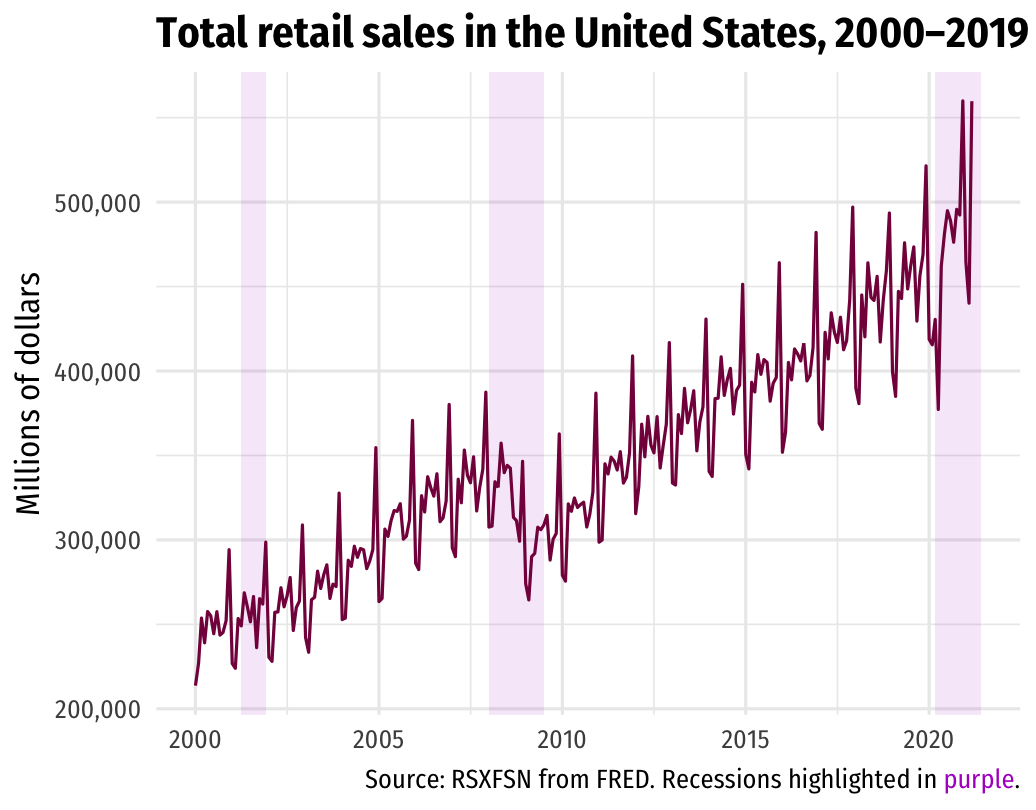 Total retail sales in the United States, 2000–2019
Millions of dollars
500,000
400,000
300,000
200,000
2000 2005 2010 2015 2020
Source: RSXFSN from FRED. Recessions highlighted in purple.